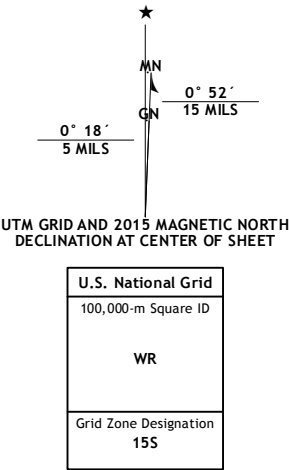 ★
MN
0° 52´
15 MILS
GN
0° 18´
5 MILS
UTM GRID AND 2015 MAGNETIC NORTH
DECLINATION AT CENTER OF SHEET
U.S. National Grid
100,000-m Square ID
WR
Grid Zone Designation
15S